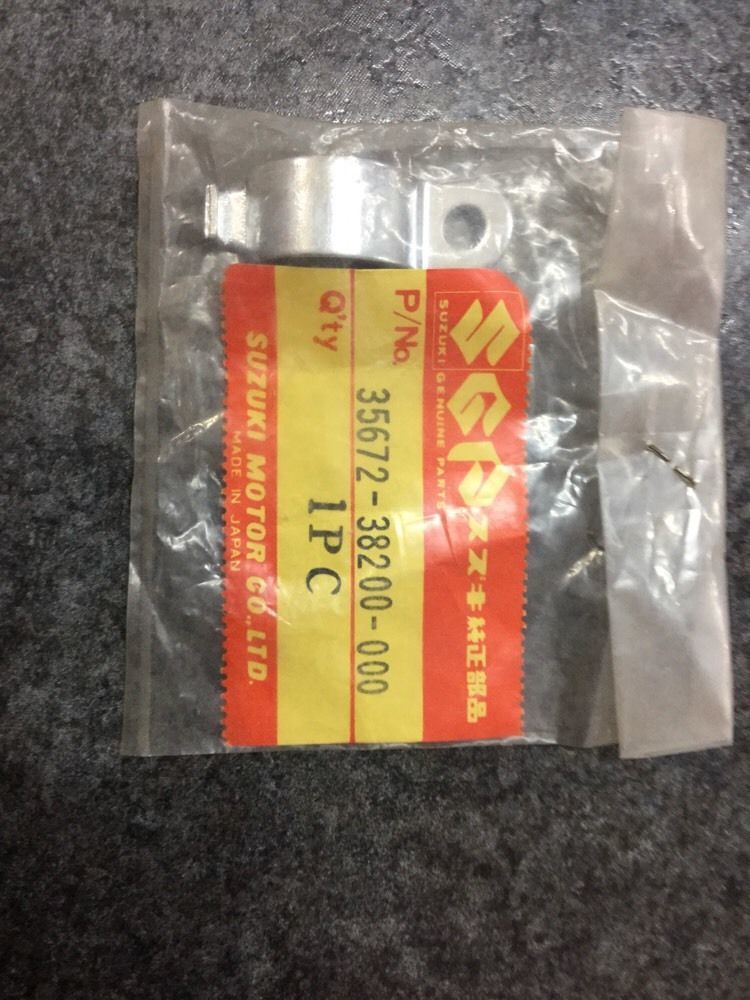 SGP スズキ純正部品
SUZUKI GENUINE PARTS
P/No. 35672-38200-000
Q'ty 1PC
SUZUKI MOTOR CO.,LTD.
MADE IN JAPAN